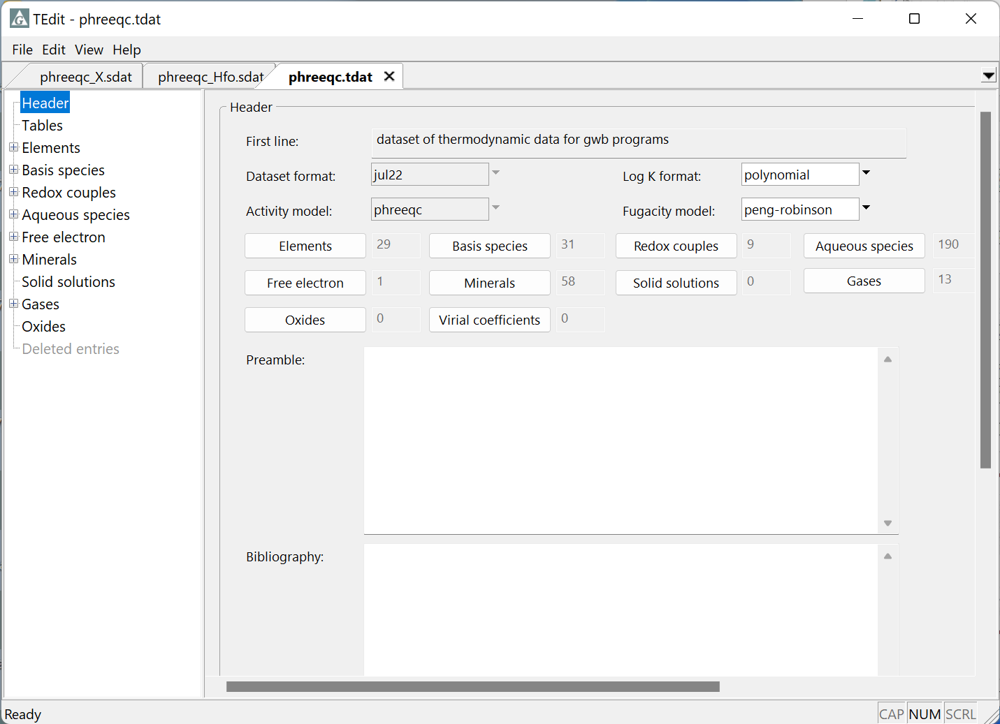 TEdit - phreeqc.tdat
File Edit View Help
phreeqc_X.sdat phreeqc_Hfo.sdat phreeqc.tdat
Header
Tables
Elements
Basis species
Redox couples
Aqueous species
Free electron
Minerals
Solid solutions
Gases
Oxides
Deleted entries
Header
First line: dataset of thermodynamic data for gwb programs
Dataset format: jul22 Log K format: polynomial
Activity model: phreeqc Fugacity model: peng-robinson
Elements 29 Basis species 31 Redox couples 9 Aqueous species 190
Free electron 1 Minerals 58 Solid solutions 0 Gases 13
Oxides 0 Virial coefficients 0
Preamble:
Bibliography:
Ready CAP NUM SCRL